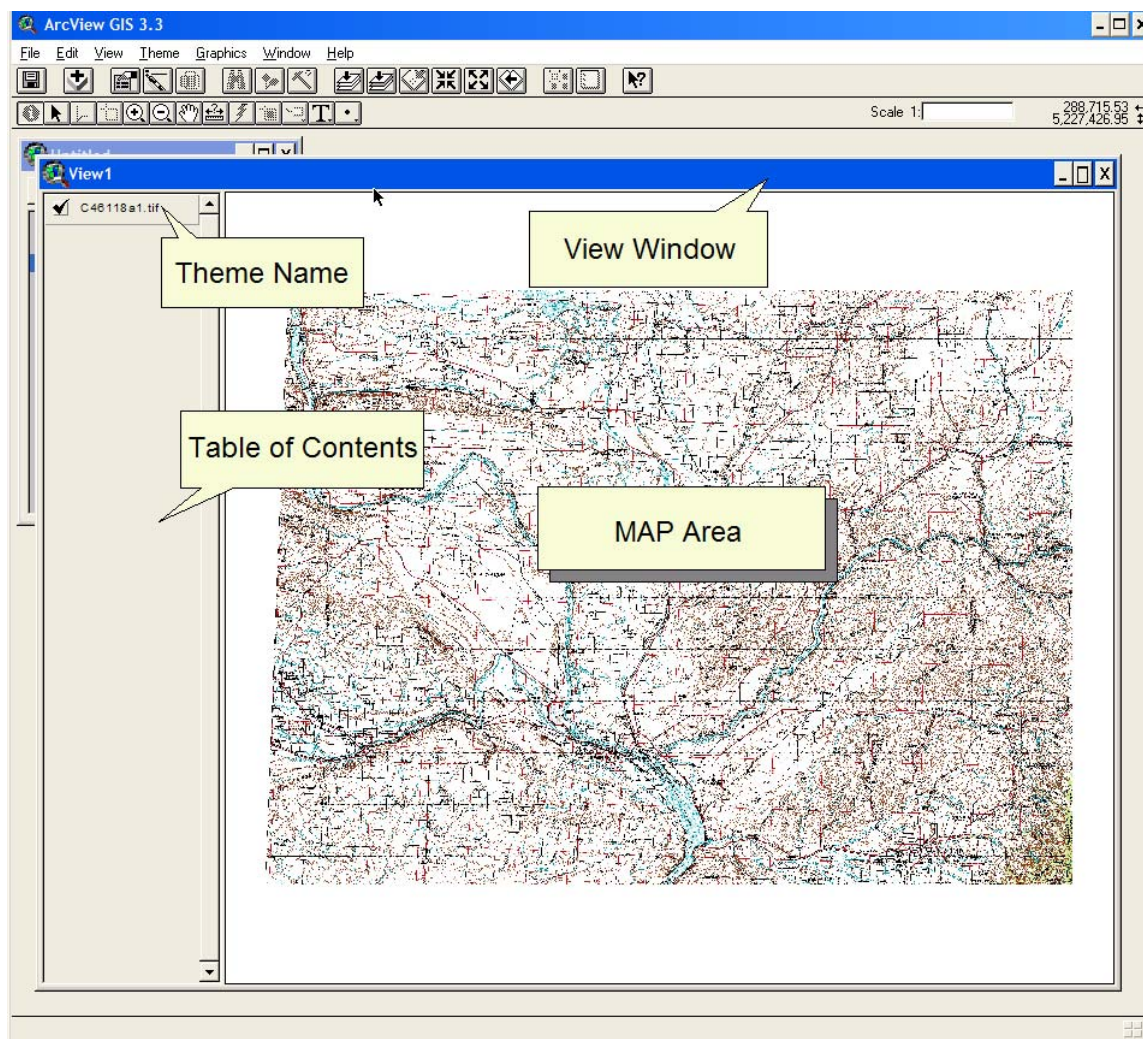 ArcView GIS 3.3
File Edit View Theme Graphics Window Help
T
Scale 1:
288,715.53
5,227,426.95
Untitled
View1
C46118a1.tif
Theme Name
View Window
Table of Contents
MAP Area